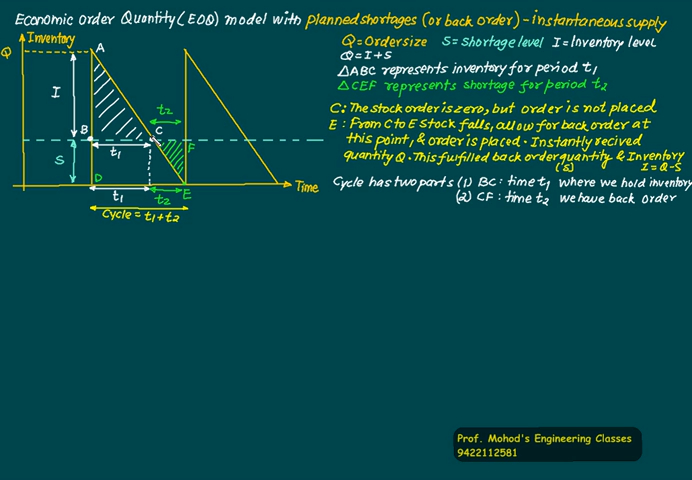 Economic order Quantity (EOQ) model with planned shortages (or back order) - instantaneous supply
Inventory
Q
A
I
B
t₂
C
t₁
F
S
D
E
t₁
t₂
Time
Cycle = t₁+t₂
Q = Order size S = Shortage level I = Inventory level
Q = I + S
△ABC represents inventory for period t₁
△CEF represents shortage for period t₂
C: The stock order is zero, but order is not placed
E: From C to E stock falls, allow for back order at
this point, & order is placed. Instantly recived
quantity Q. This fulfilled back order quantity & Inventory
(S) I = Q-S
Cycle has two parts (1) BC: time t₁ where we hold inventory
(2) CF: time t₂ we have back order
Prof. Mohod's Engineering Classes
9422112581